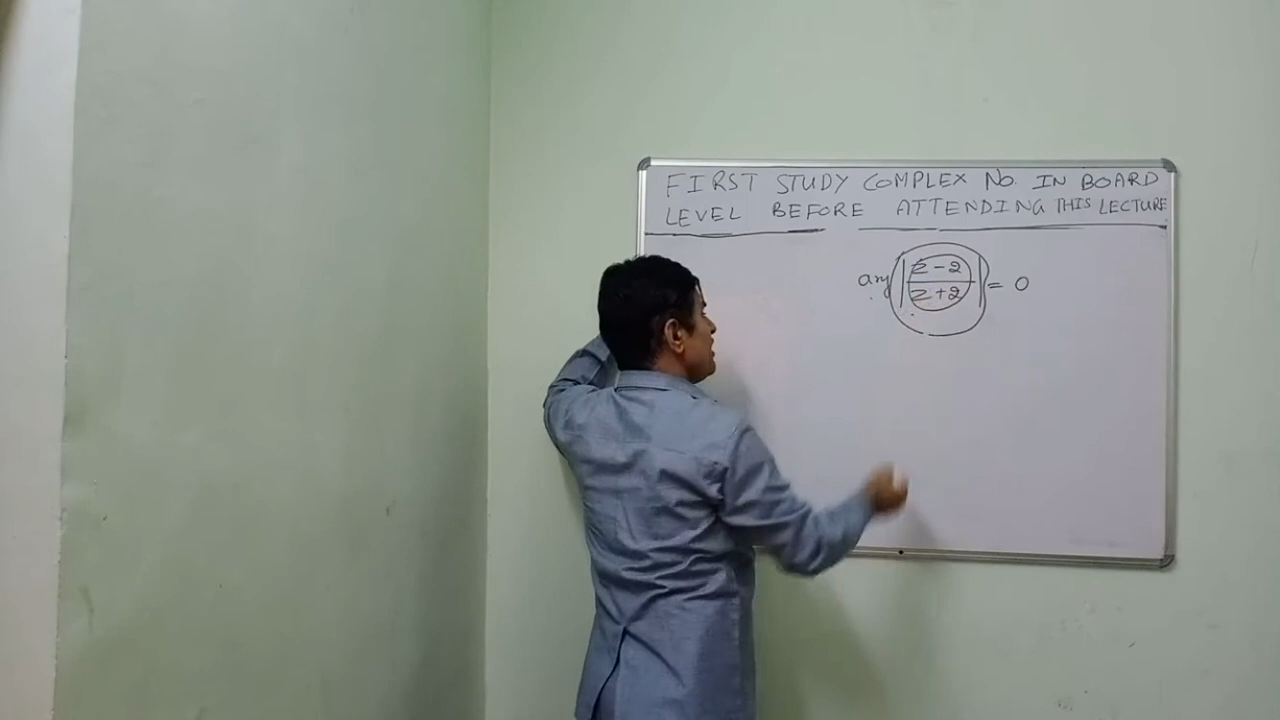 FIRST STUDY COMPLEX NO. IN BOARD
LEVEL BEFORE ATTENDING THIS LECTURE
arg |z-2/z+2| = 0